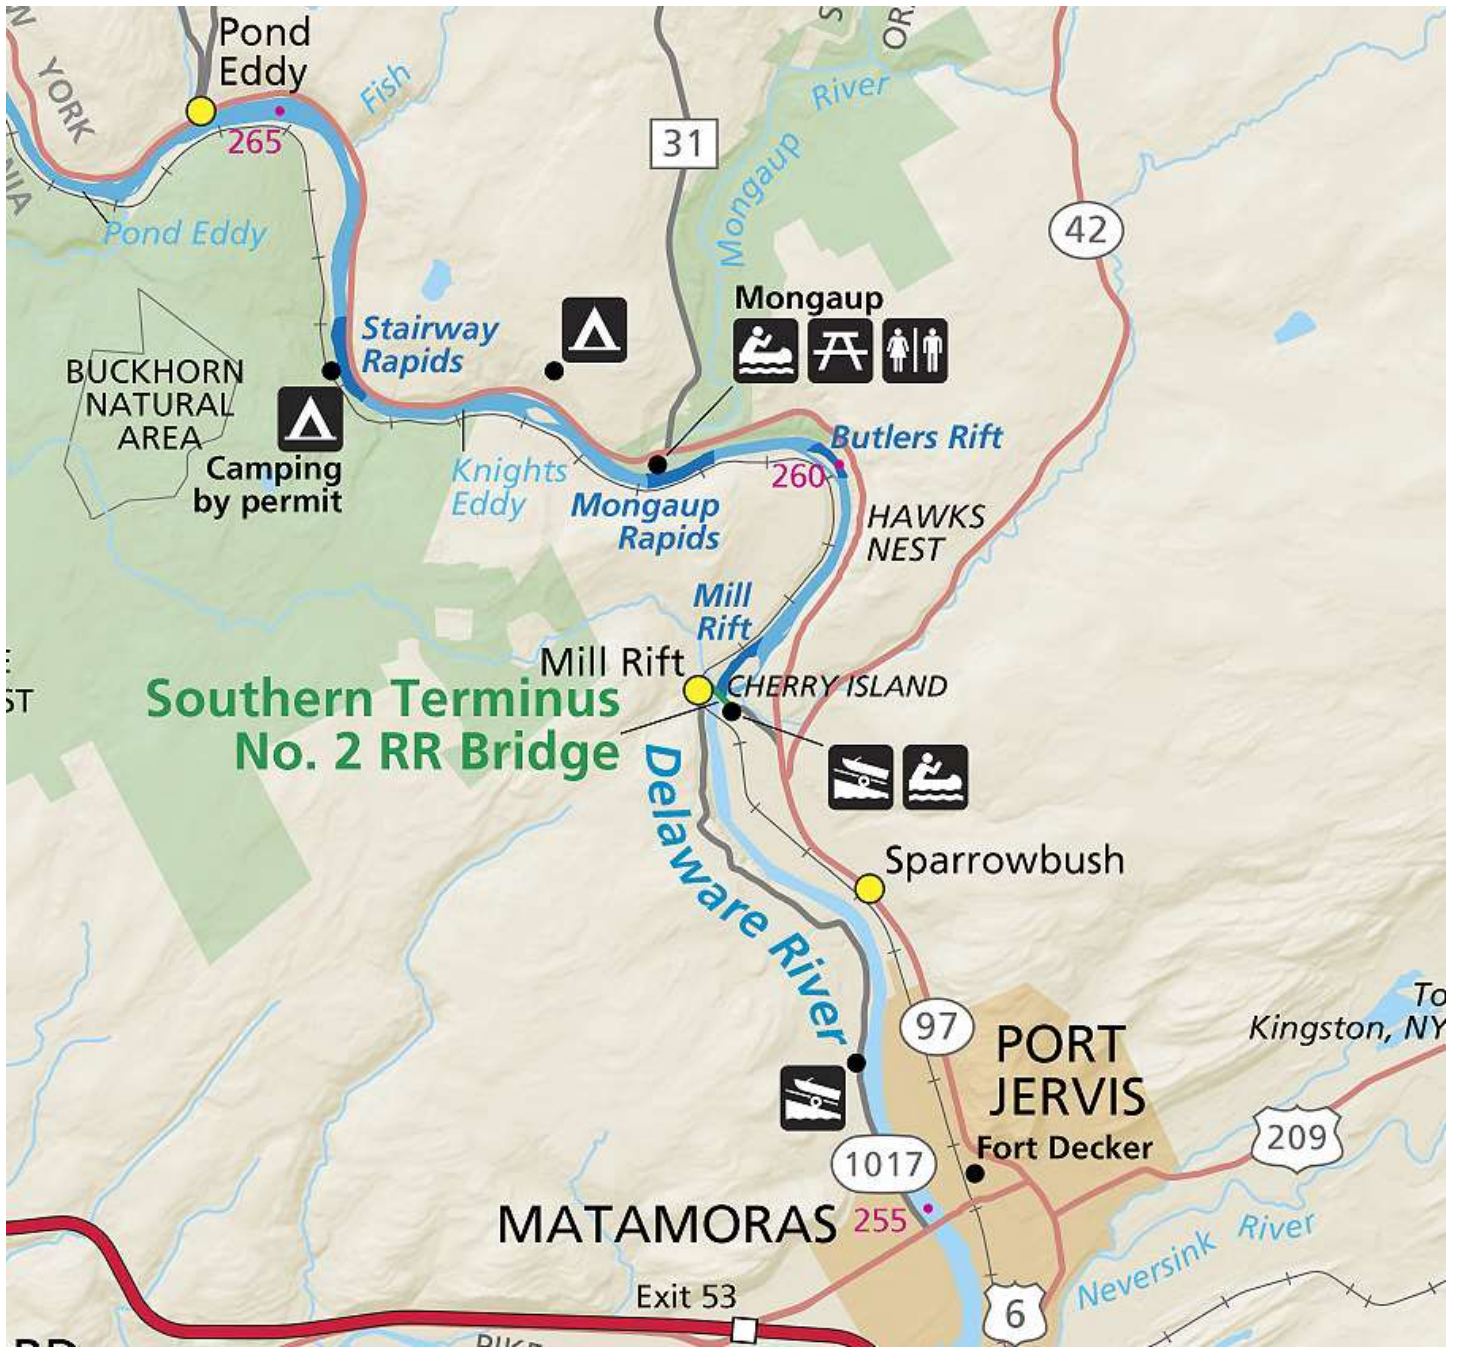 YORK
Pond
Eddy
Fish
265
Pond Eddy
31
Mongaup
River
42
Mongaup
Stairway
Rapids
BUCKHORN
NATURAL
AREA
Camping
by permit
Knights
Eddy
Mongaup
Rapids
Butlers Rift
260
HAWKS
NEST
Mill
Rift
Mill Rift
CHERRY ISLAND
Southern Terminus
No. 2 RR Bridge
Delaware River
Sparrowbush
97
PORT
JERVIS
To
Kingston, NY
209
Fort Decker
1017
MATAMORAS
255
Neversink River
Exit 53
6